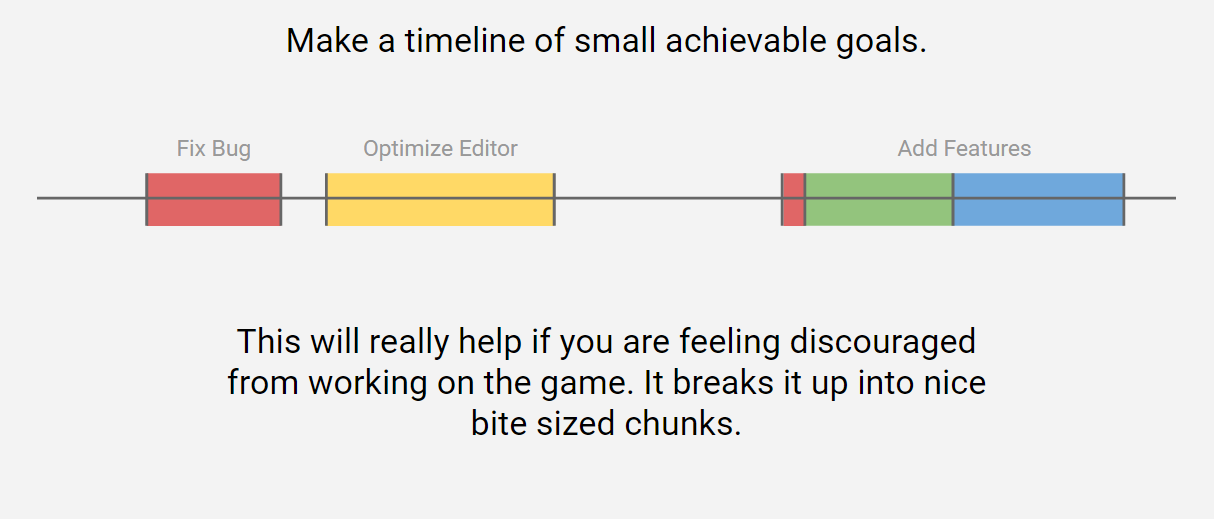 Make a timeline of small achievable goals.
Fix Bug
Optimize Editor
Add Features
This will really help if you are feeling discouraged
from working on the game. It breaks it up into nice
bite sized chunks.